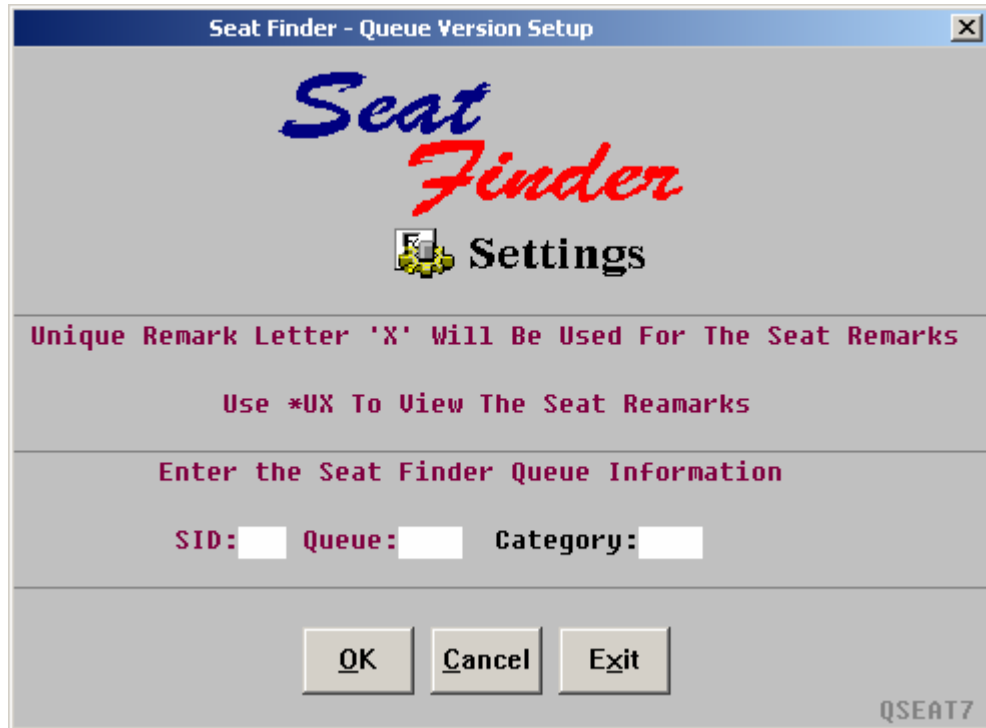 Seat Finder - Queue Version Setup
Seat
Finder
Settings
Unique Remark Letter 'X' Will Be Used For The Seat Remarks
Use *UX To View The Seat Reamarks
Enter the Seat Finder Queue Information
SID: Queue: Category:
OK Cancel Exit
QSEAT7